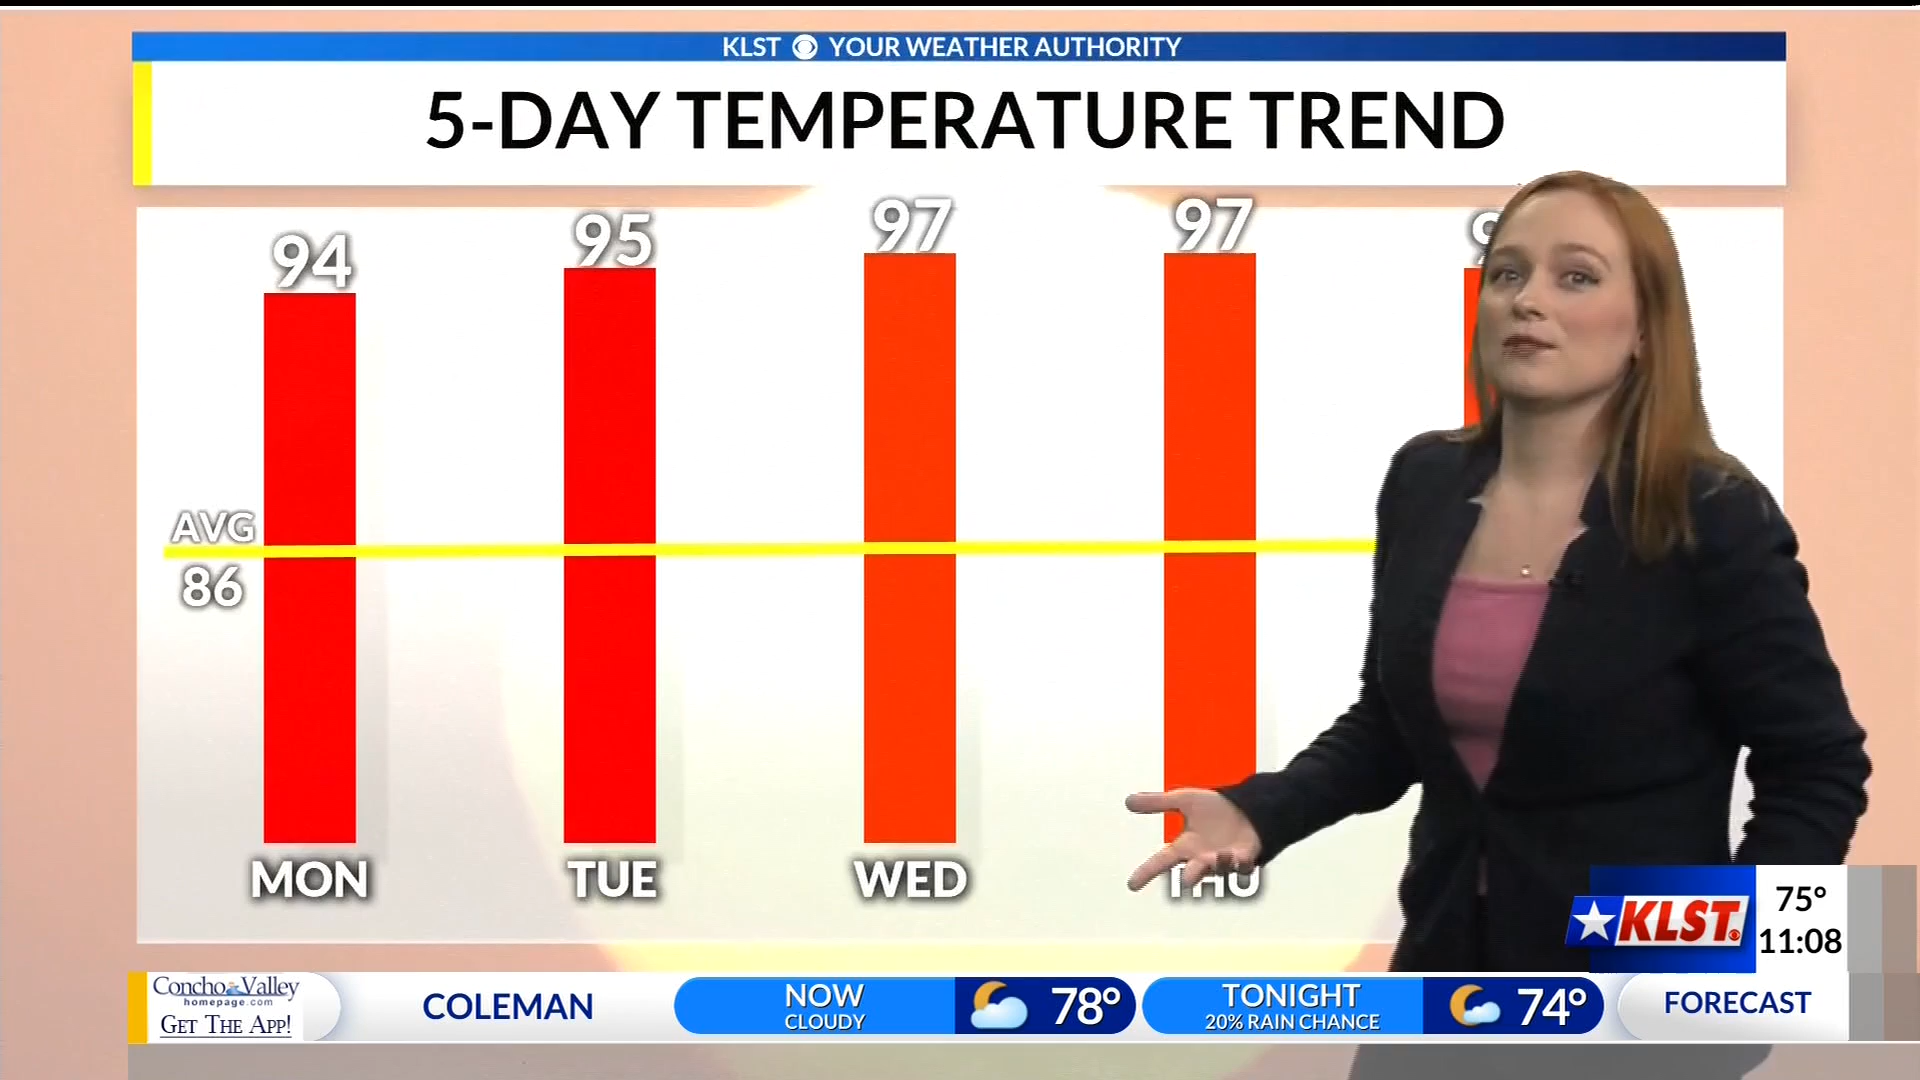 KLST YOUR WEATHER AUTHORITY
5-DAY TEMPERATURE TREND
94 95 97 97
AVG
86
MON TUE WED THU
KLST
75°
11:08
Concho Valley
homepage.com
GET THE APP!
COLEMAN
NOW
CLOUDY
78°
TONIGHT
20% RAIN CHANCE
74°
FORECAST